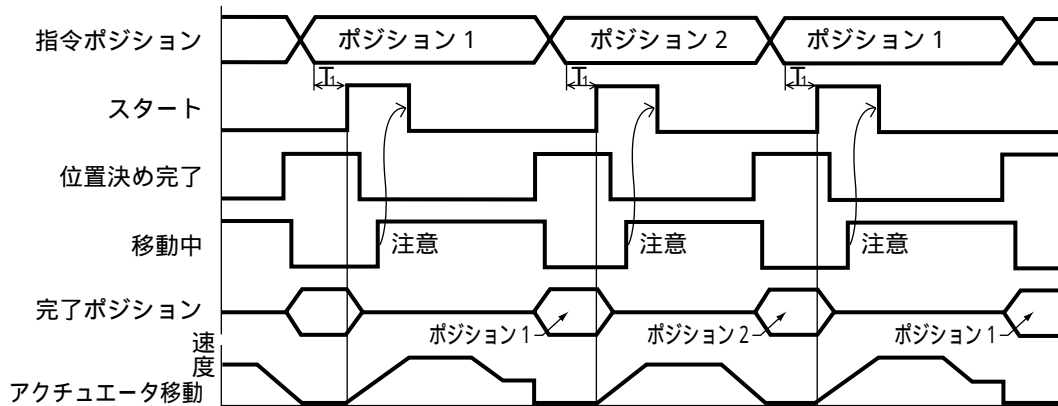 指令ポジション ポジション1 ポジション2 ポジション1
T1 T1 T1
スタート
位置決め完了
移動中 注意 注意 注意
完了ポジション
ポジション1 ポジション2 ポジション1
速度
アクチュエータ移動